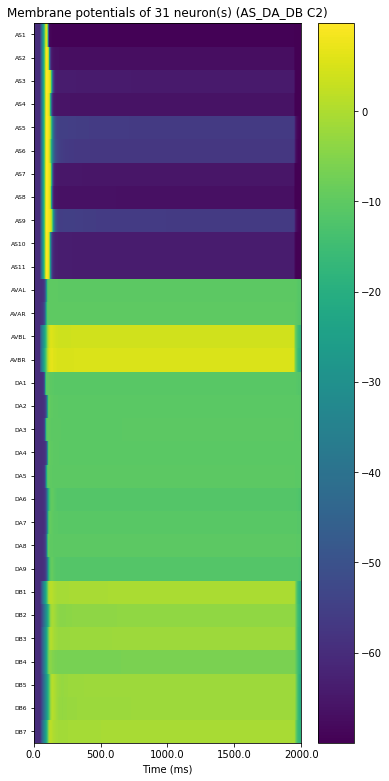 Membrane potentials of 31 neuron(s) (AS_DA_DB C2)
AS1
AS2
AS3
AS4
AS5
AS6
AS7
AS8
AS9
AS10
AS11
AVAL
AVAR
AVBL
AVBR
DA1
DA2
DA3
DA4
DA5
DA6
DA7
DA8
DA9
DB1
DB2
DB3
DB4
DB5
DB6
DB7
0.0 500.0 1000.0 1500.0 2000.0
Time (ms)
0
−10
−20
−30
−40
−50
−60